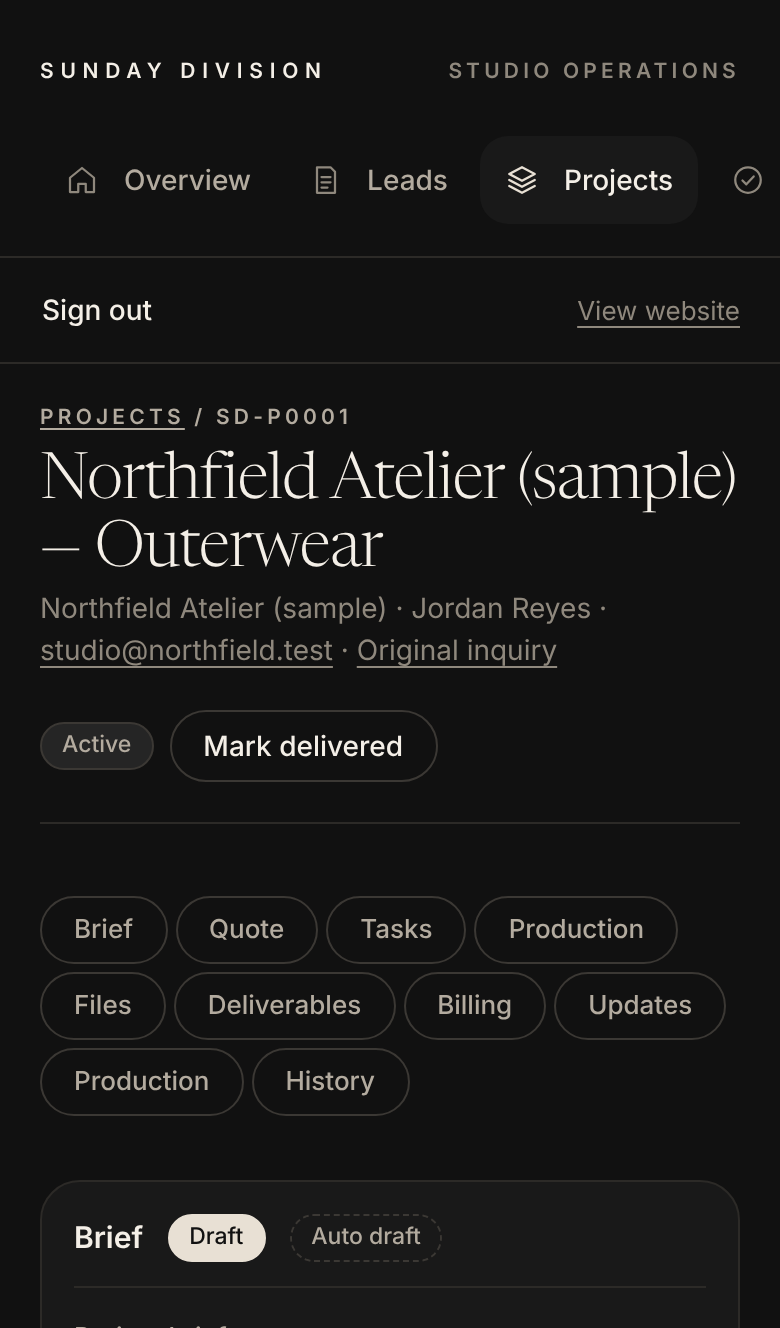 SUNDAY DIVISION STUDIO OPERATIONS
Overview Leads Projects
Sign out View website
PROJECTS / SD-P0001
Northfield Atelier (sample)
– Outerwear
Northfield Atelier (sample) · Jordan Reyes ·
studio@northfield.test · Original inquiry
Active Mark delivered
Brief Quote Tasks Production
Files Deliverables Billing Updates
Production History
Brief Draft Auto draft